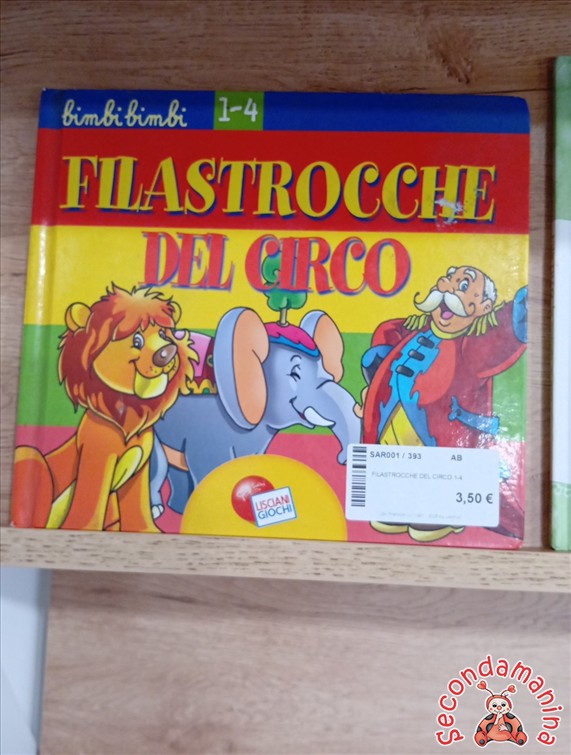 bimbi bimbi 1-4
FILASTROCCHE
DEL CIRCO
SAR001 / 393 AB
FILASTROCCHE DEL CIRCO 1-4
3,50 €
LISCIANI
GIOCHI
Secondamanina